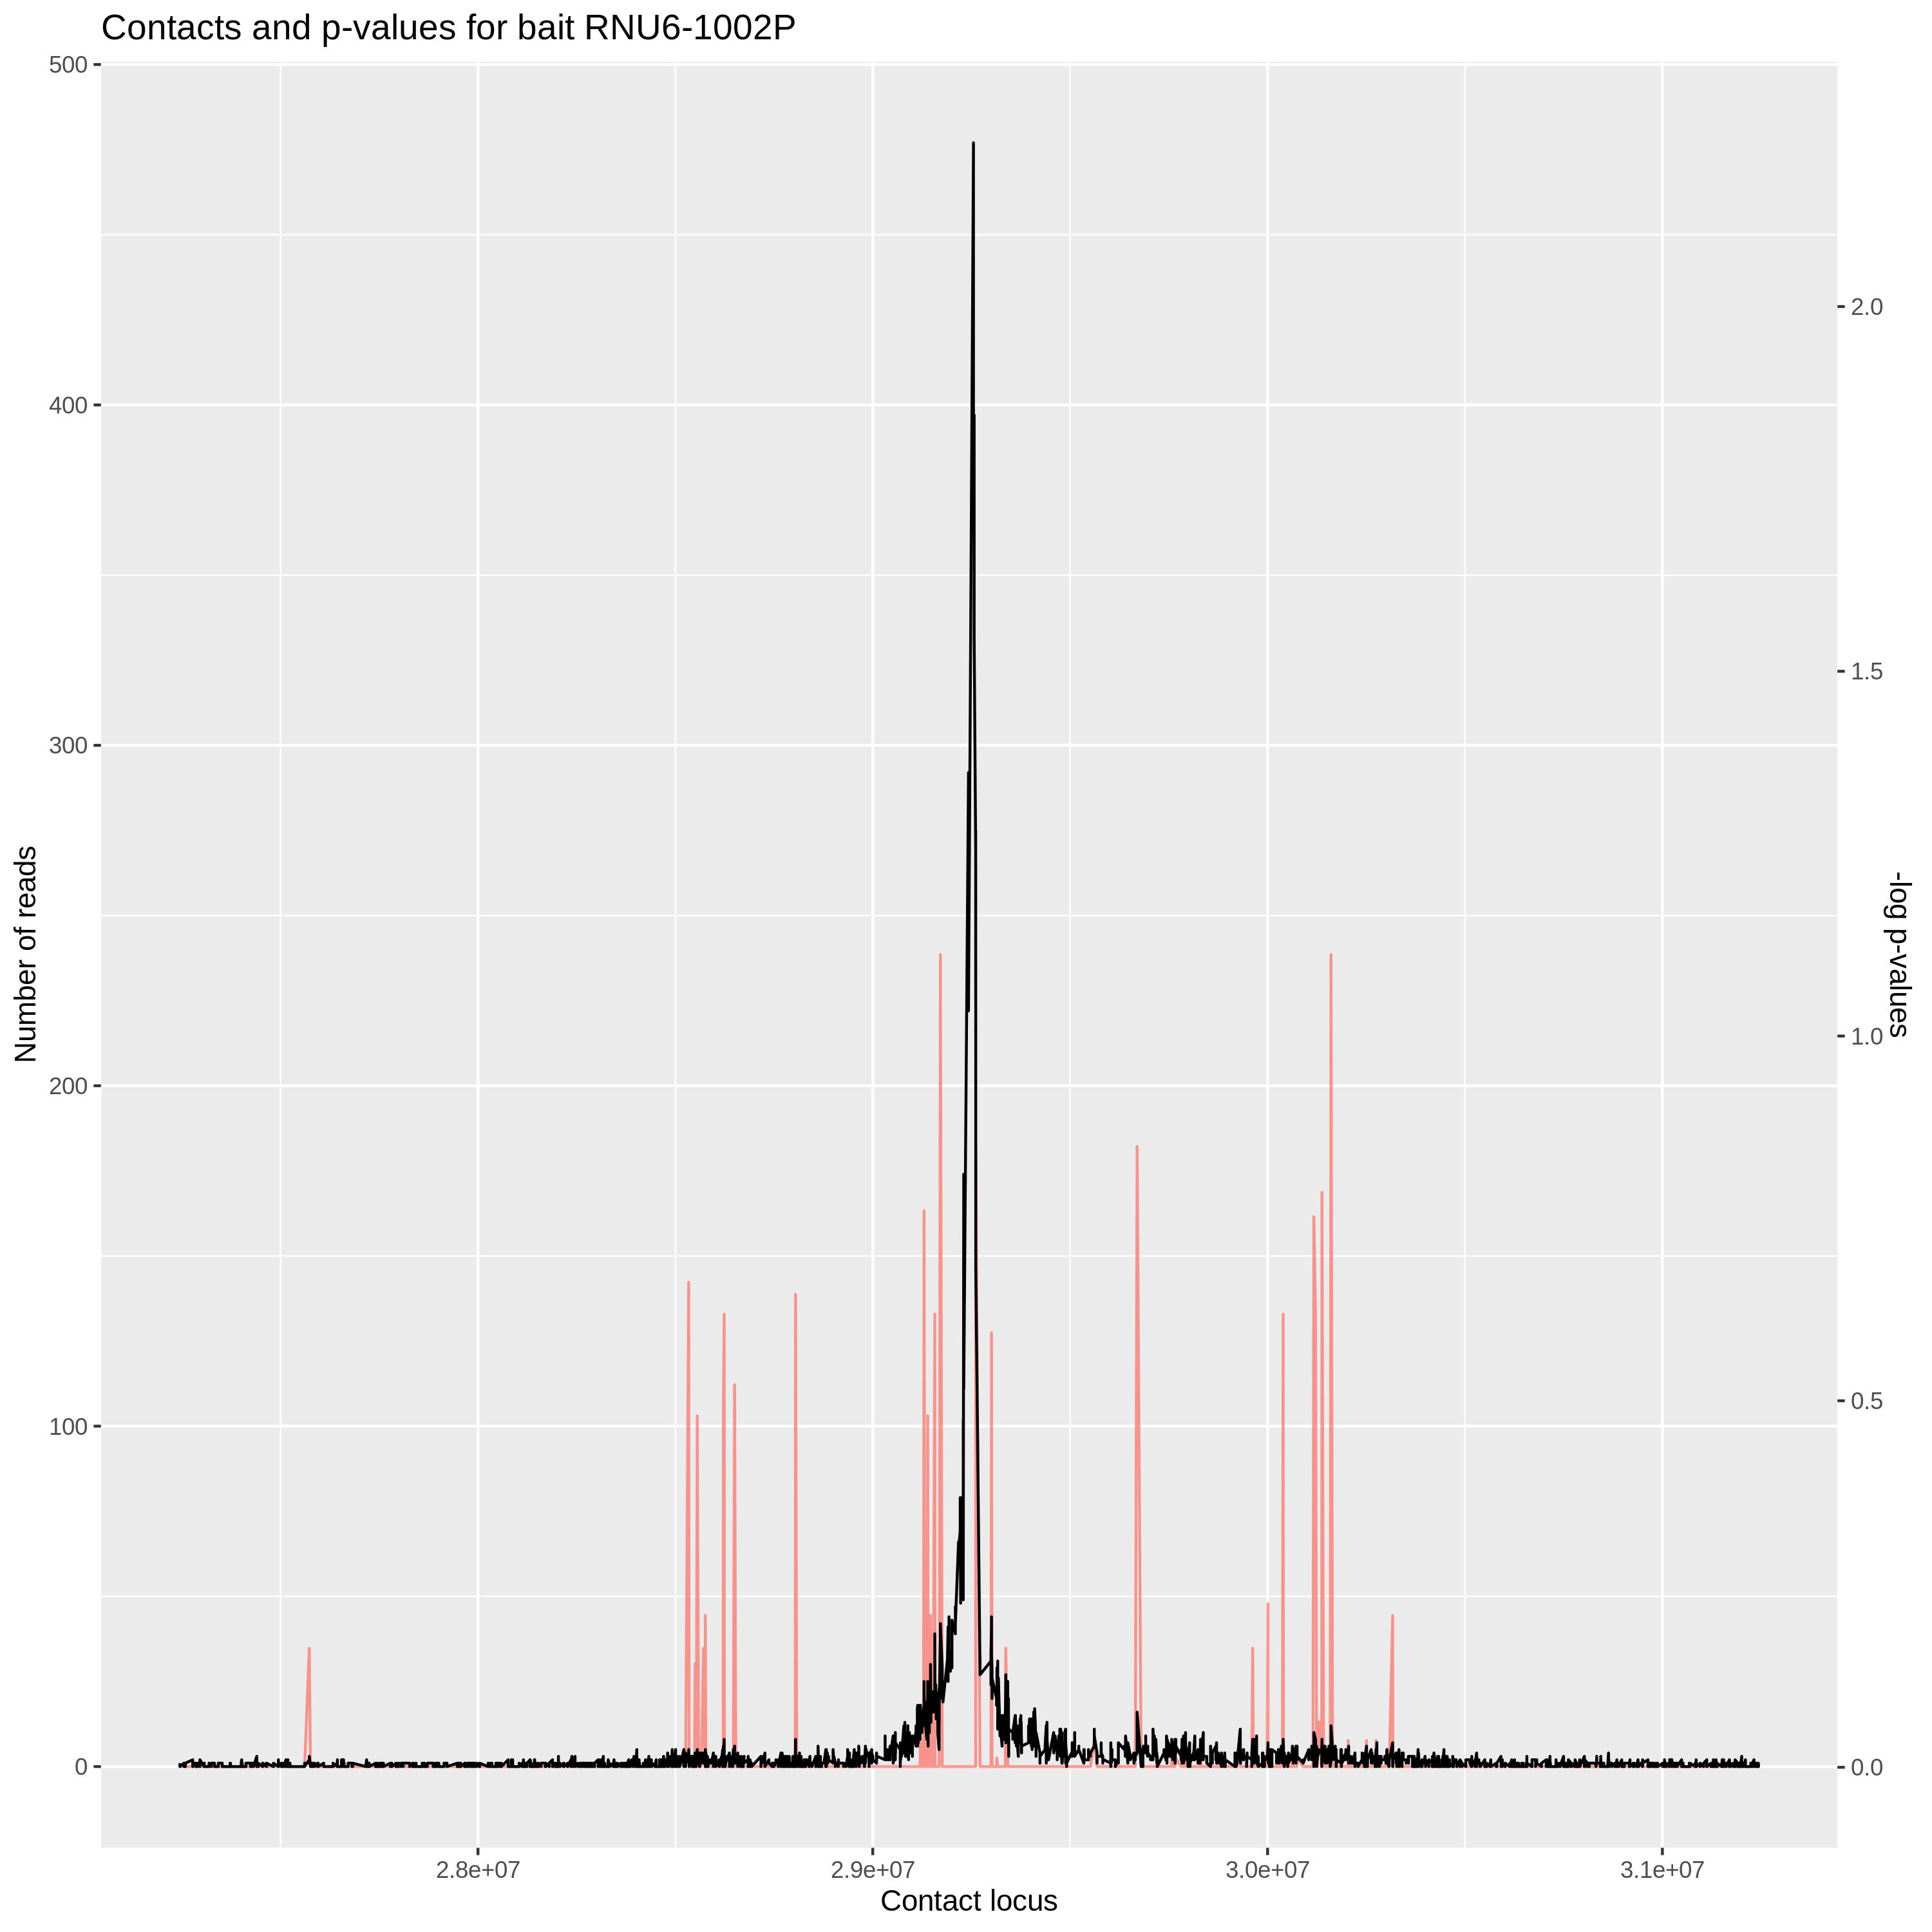 Contacts and p-values for bait RNU6-1002P
500
400
300
200
100
0
Number of reads
2.0
1.5
1.0
0.5
0.0
-log p-values
2.8e+07
2.9e+07
3.0e+07
3.1e+07
Contact locus